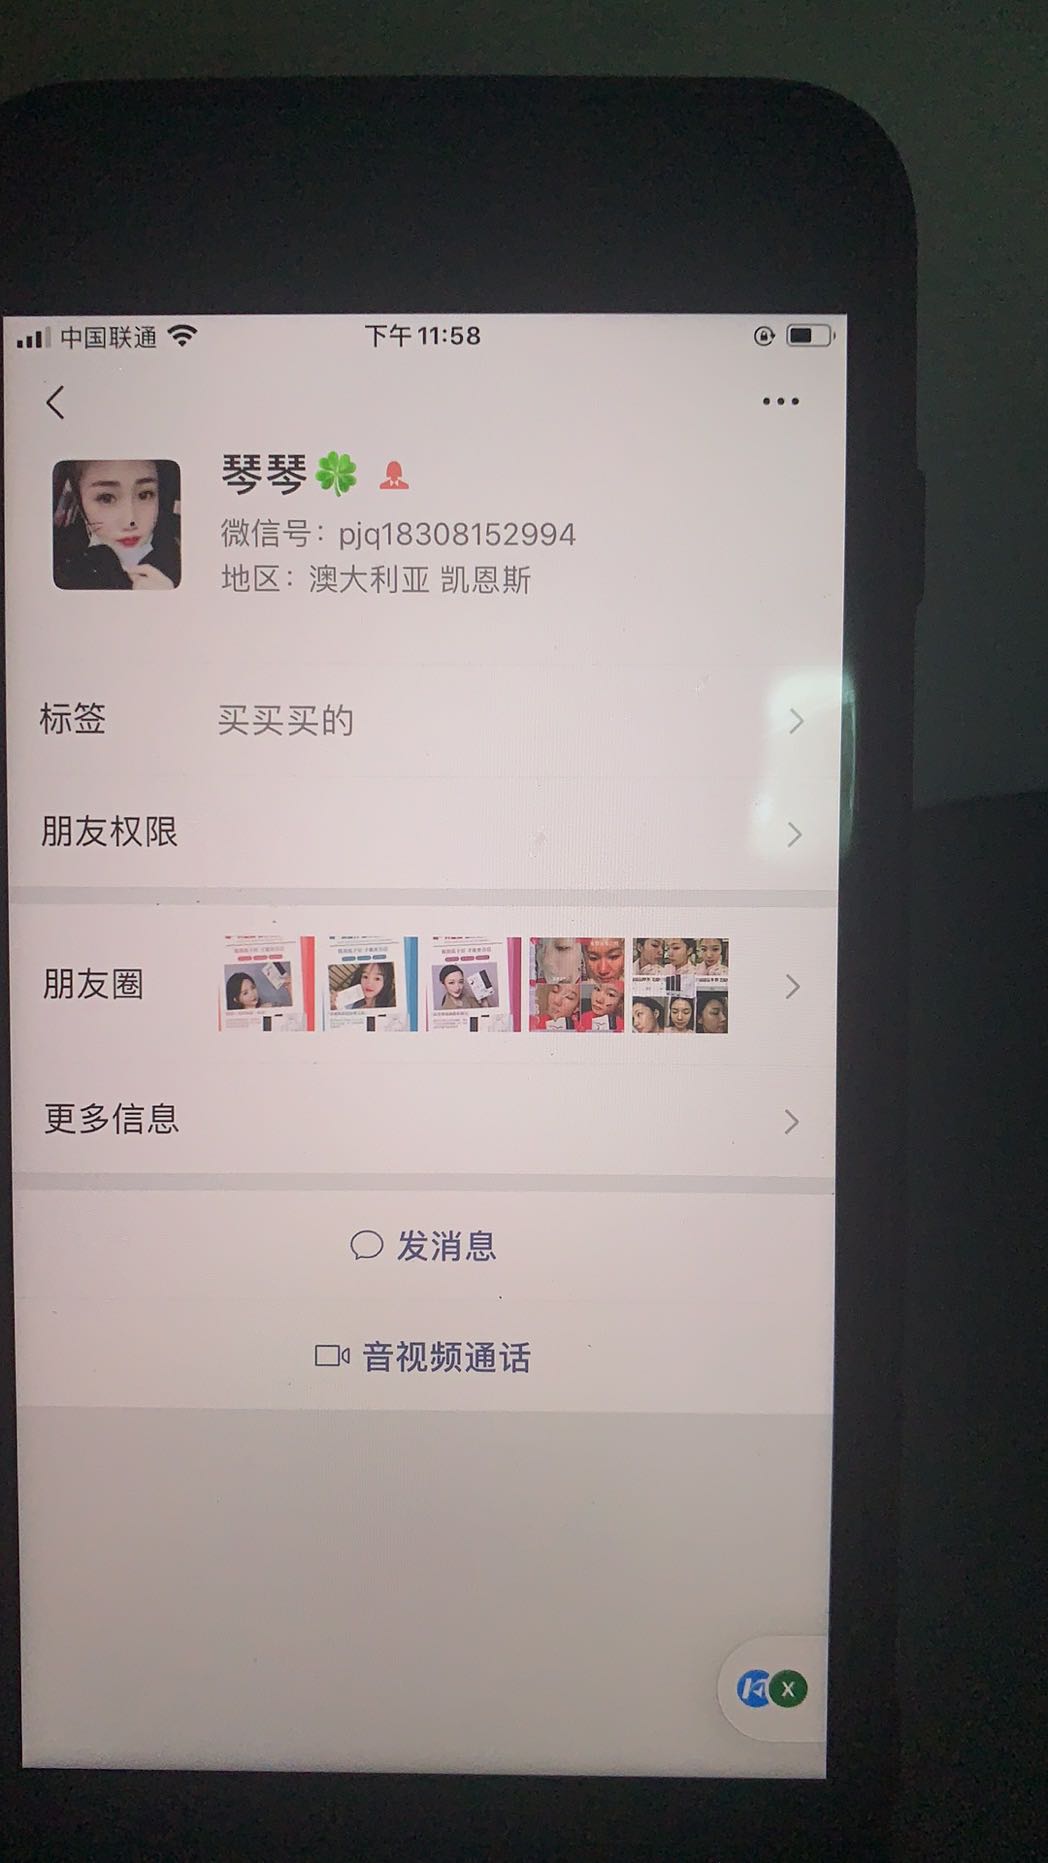 中国联通
下午11:58
琴琴
微信号：pjq18308152994
地区：澳大利亚 凯恩斯
标签 买买买的
朋友权限
朋友圈
更多信息
发消息
音视频通话
X